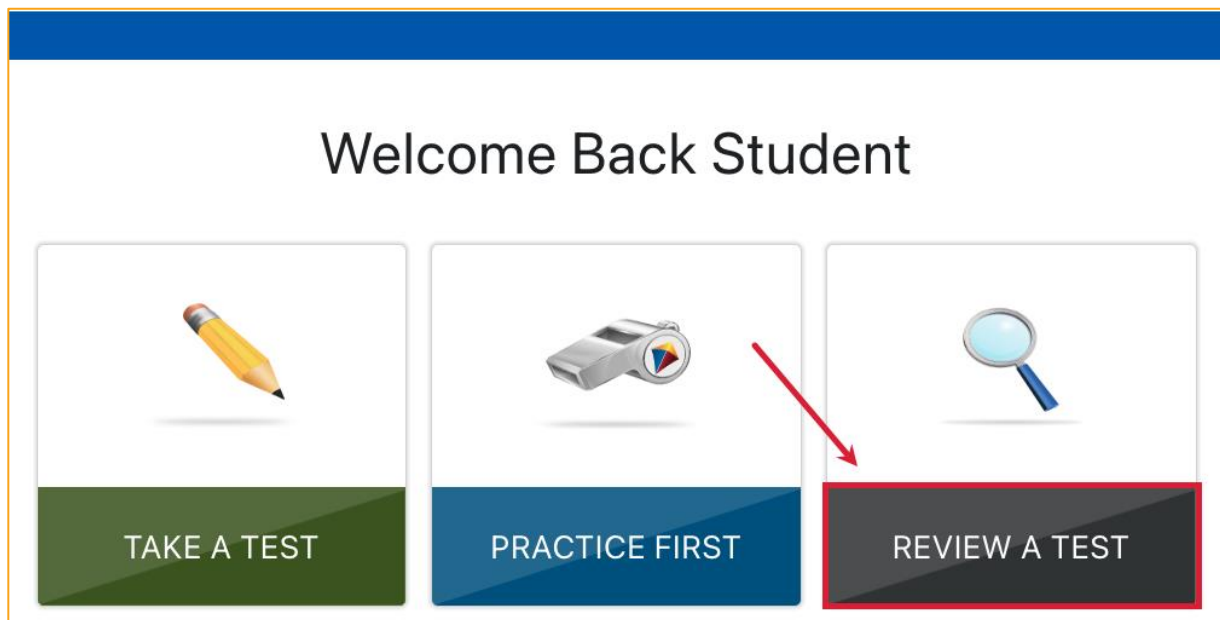 Welcome Back Student
TAKE A TEST
PRACTICE FIRST
REVIEW A TEST